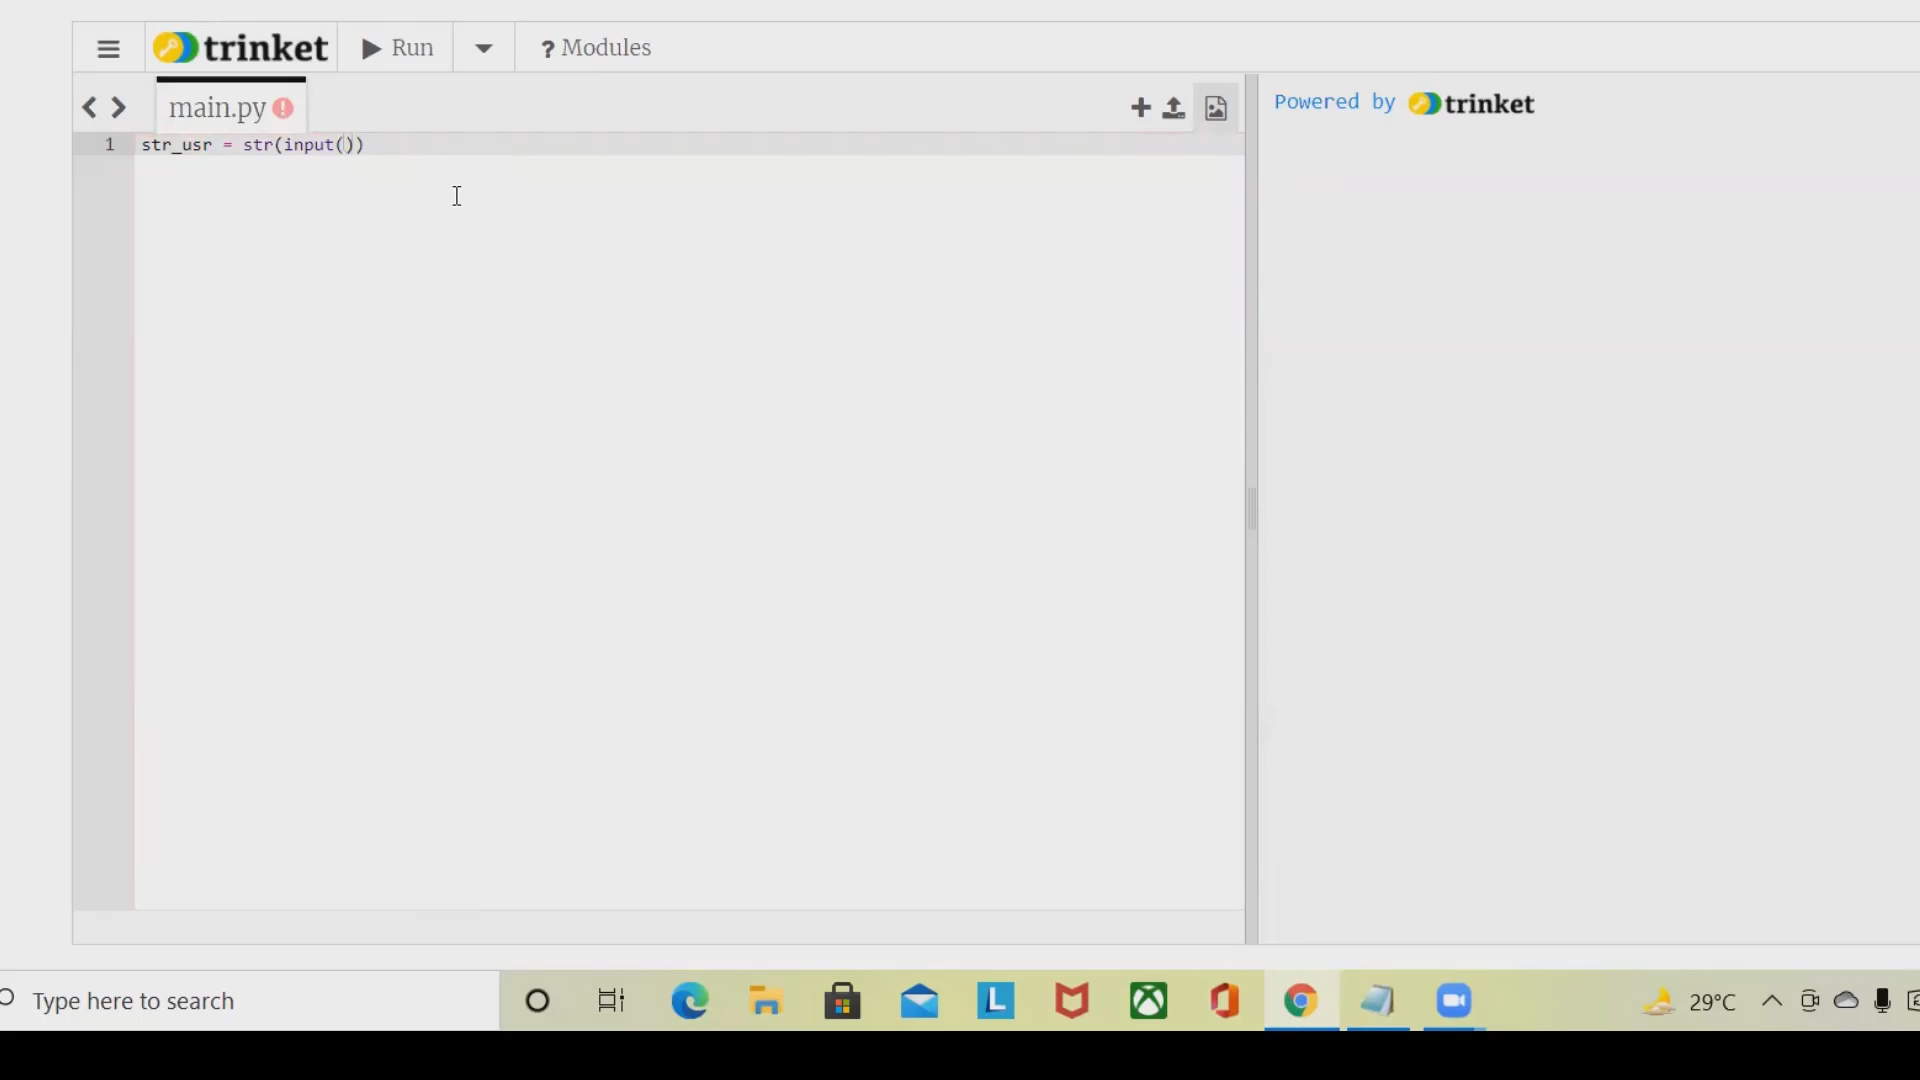 trinket Run ? Modules
main.py
Powered by trinket
1 str_usr = str(input())
Type here to search
29°C